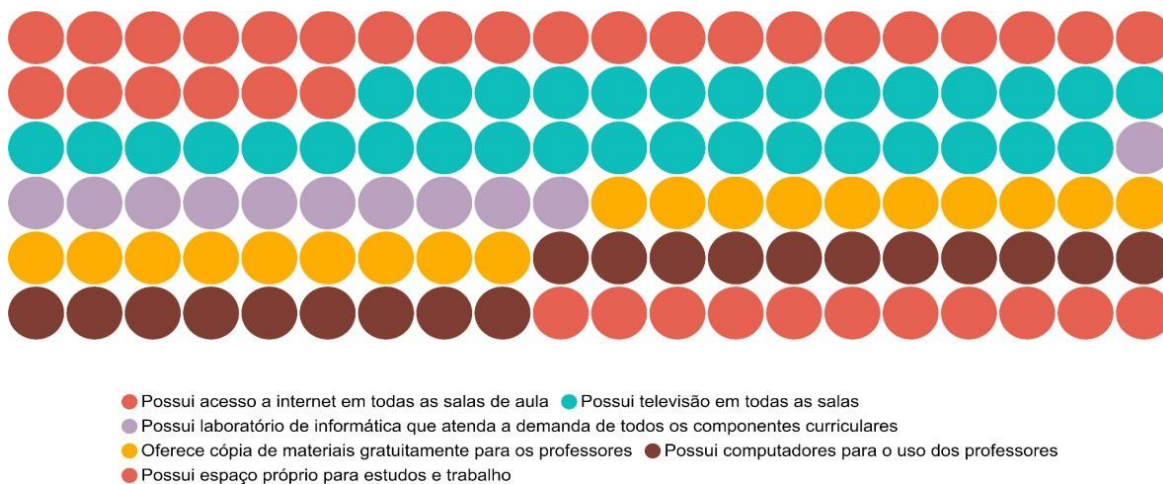 Possui acesso a internet em todas as salas de aula Possui televisão em todas as salas
Possui laboratório de informática que atenda a demanda de todos os componentes curriculares
Oferece cópia de materiais gratuitamente para os professores Possui computadores para o uso dos professores
Possui espaço próprio para estudos e trabalho